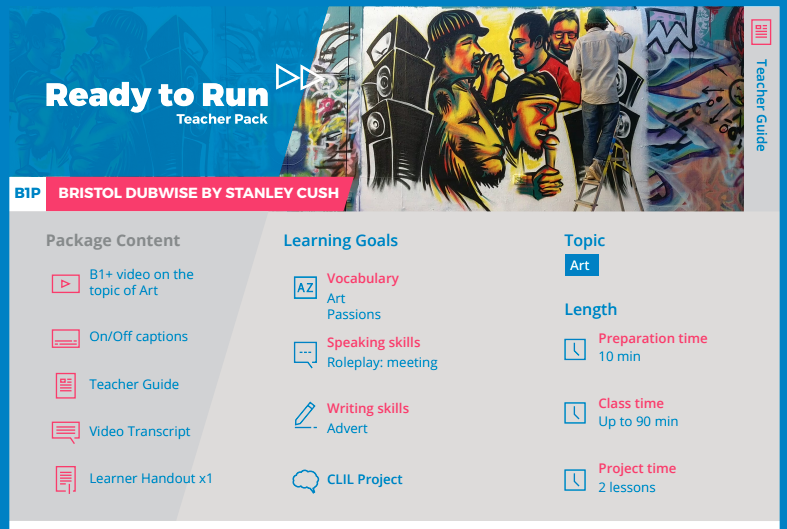 Ready to Run
Teacher Pack
Teacher Guide
B1P BRISTOL DUBWISE BY STANLEY CUSH
Package Content
B1+ video on the
topic of Art
On/Off captions
Teacher Guide
Video Transcript
Learner Handout x1
Learning Goals
AZ
Vocabulary
Art
Passions
Speaking skills
Roleplay: meeting
Writing skills
Advert
CLIL Project
Topic
Art
Length
Preparation time
10 min
Class time
Up to 90 min
Project time
2 lessons